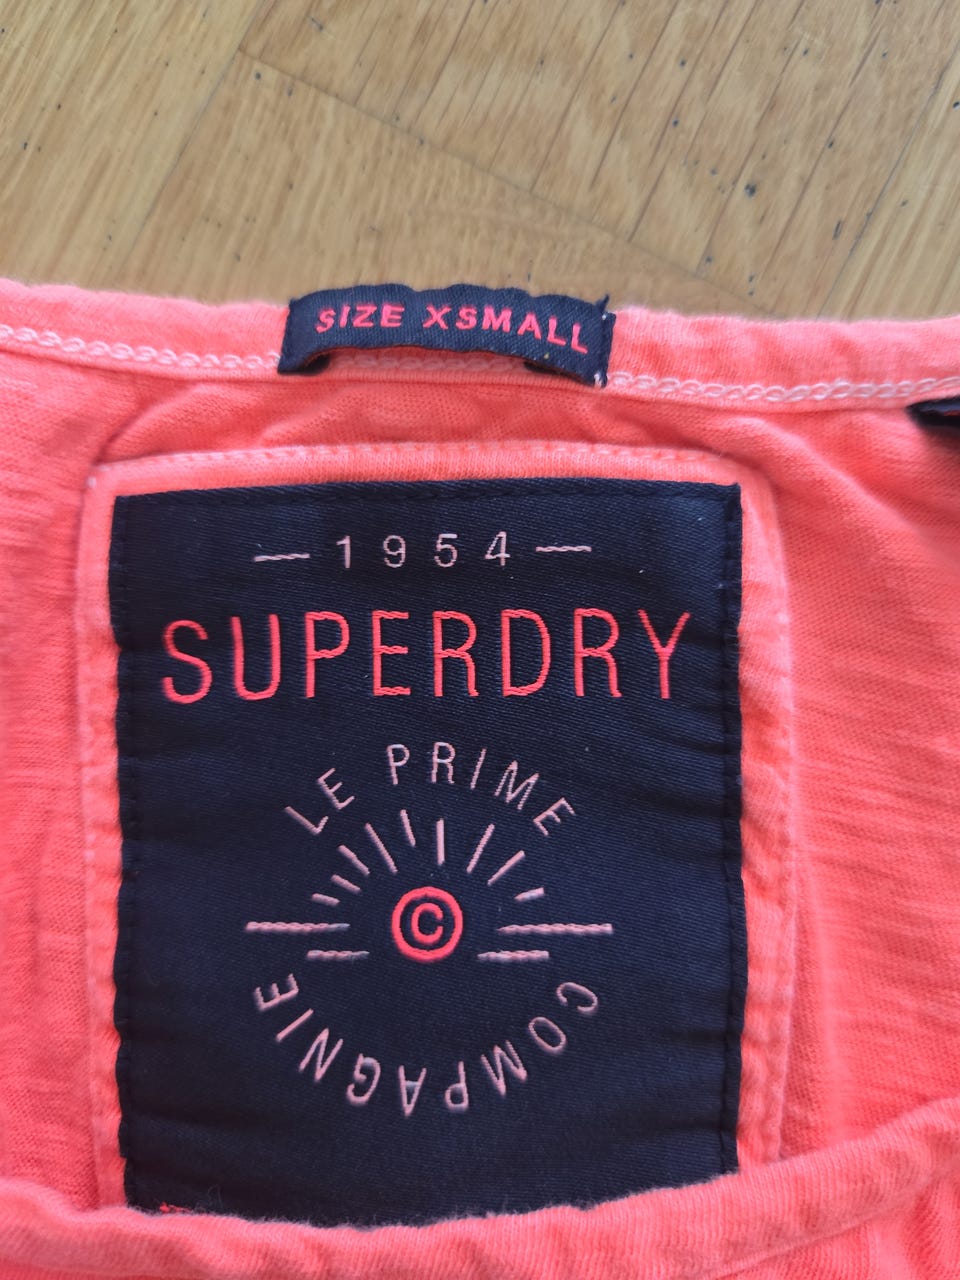 SIZE XSMALL
— 1954 —
SUPERDRY
LE PRIME
©
COMPAGNIE